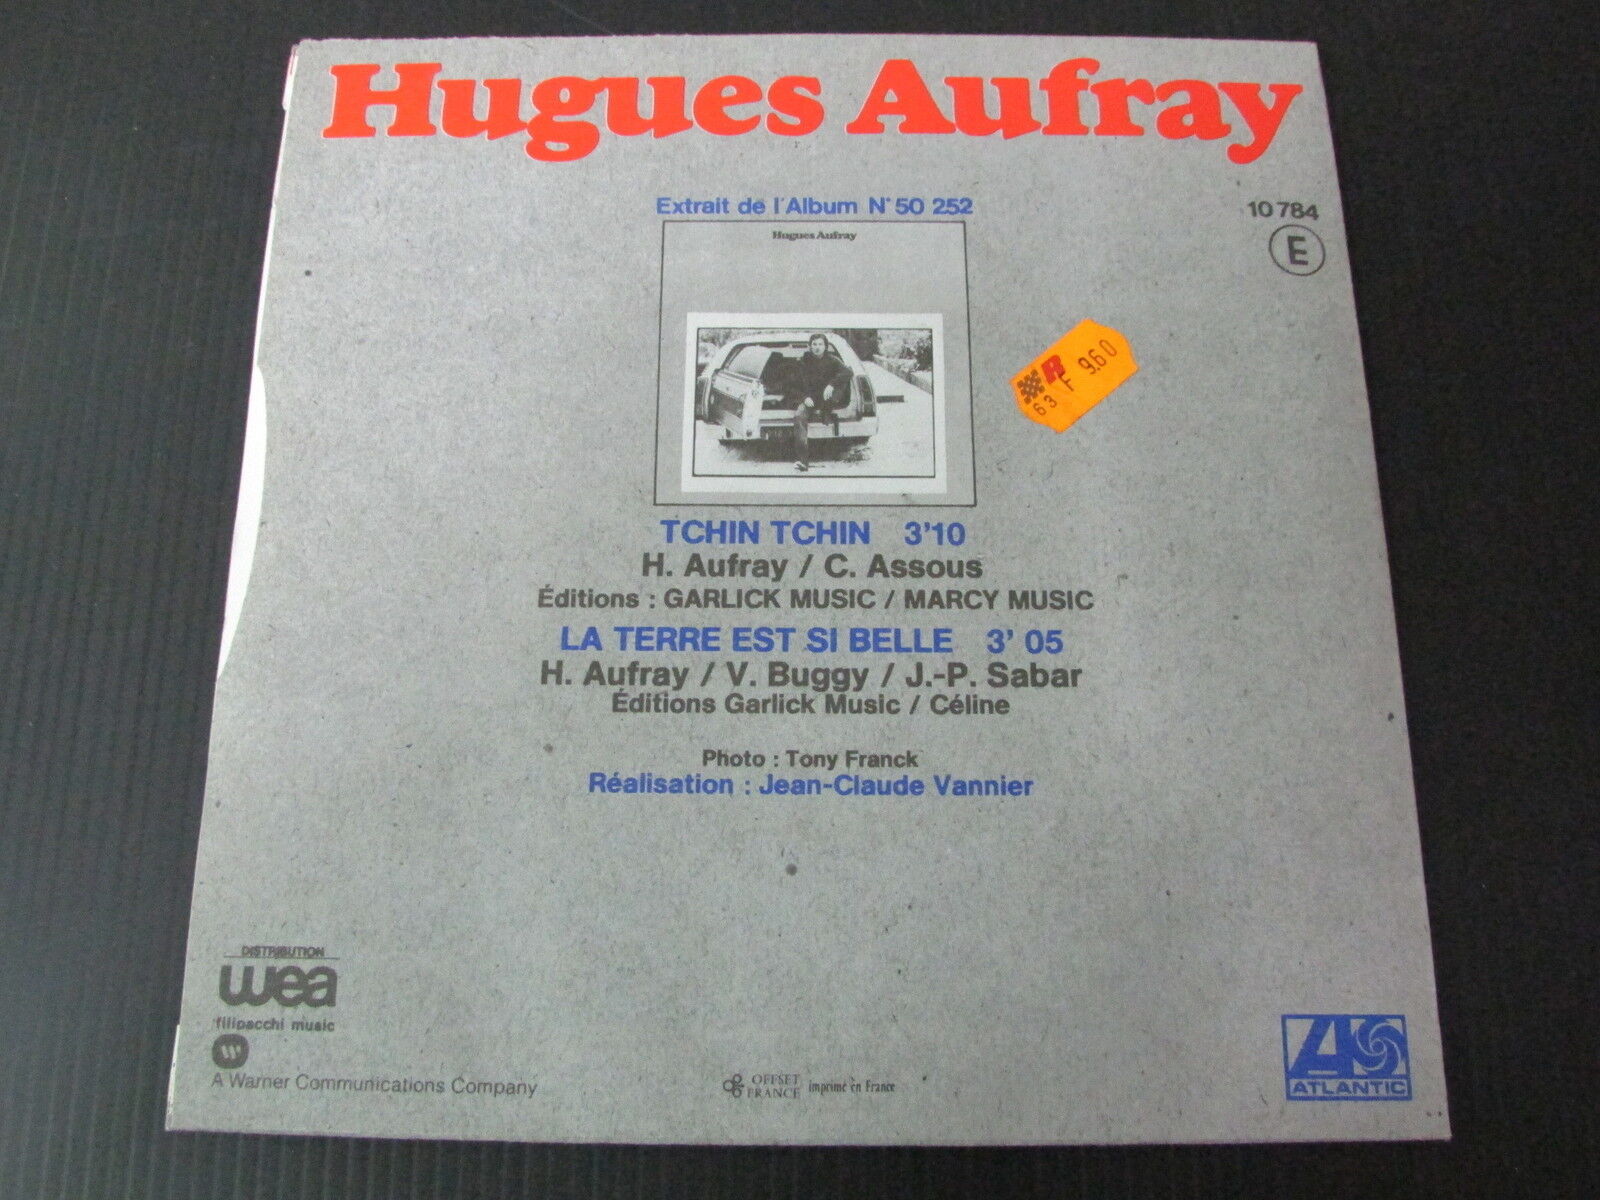 Hugues Aufray
Extrait de l'Album N° 50 252
10 784
E
Hugues Aufray
R
F 9.60
63
TCHIN TCHIN 3'10
H. Aufray / C. Assous
Éditions : GARLICK MUSIC / MARCY MUSIC
LA TERRE EST SI BELLE 3' 05
H. Aufray / V. Buggy / J.-P. Sabar
Éditions Garlick Music / Céline
Photo : Tony Franck
Réalisation : Jean-Claude Vannier
DISTRIBUTION
wea
filipacchi music
W
A Warner Communications Company
OFFSET
FRANCE
imprimé en France
ATLANTIC